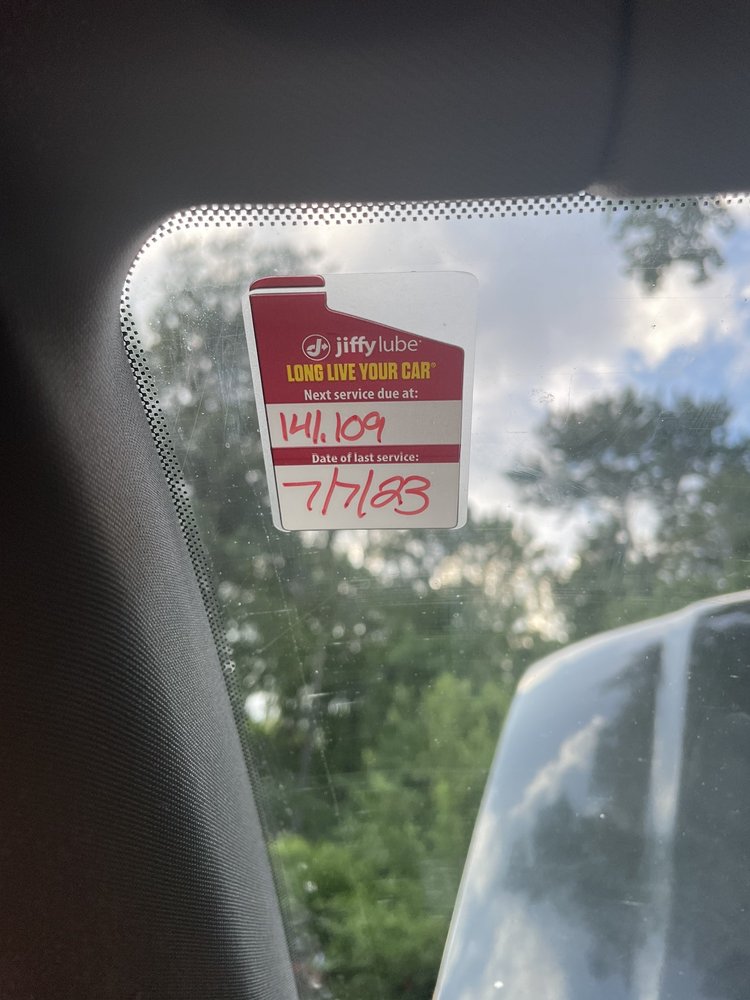 jiffy lube®
LONG LIVE YOUR CAR®
Next service due at:
141.109
Date of last service:
7/7/23